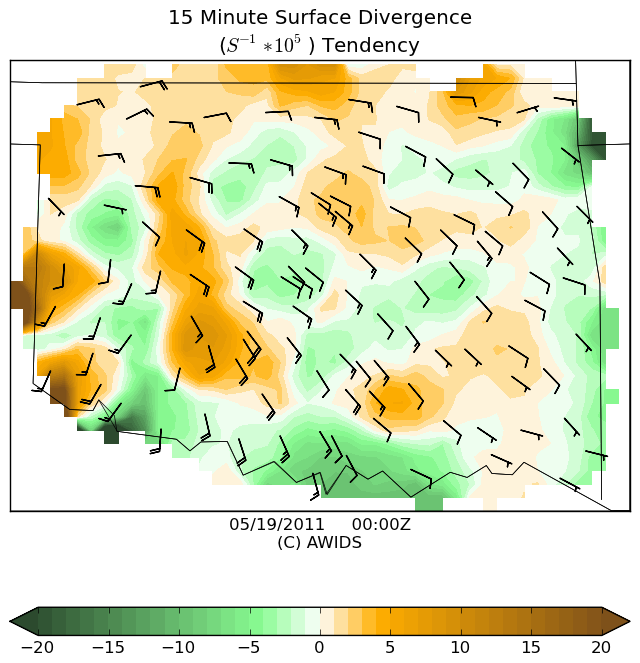 15 Minute Surface Divergence
(S⁻¹ *10⁵ ) Tendency
05/19/2011 00:00Z
(C) AWIDS
−20 −15 −10 −5 0 5 10 15 20